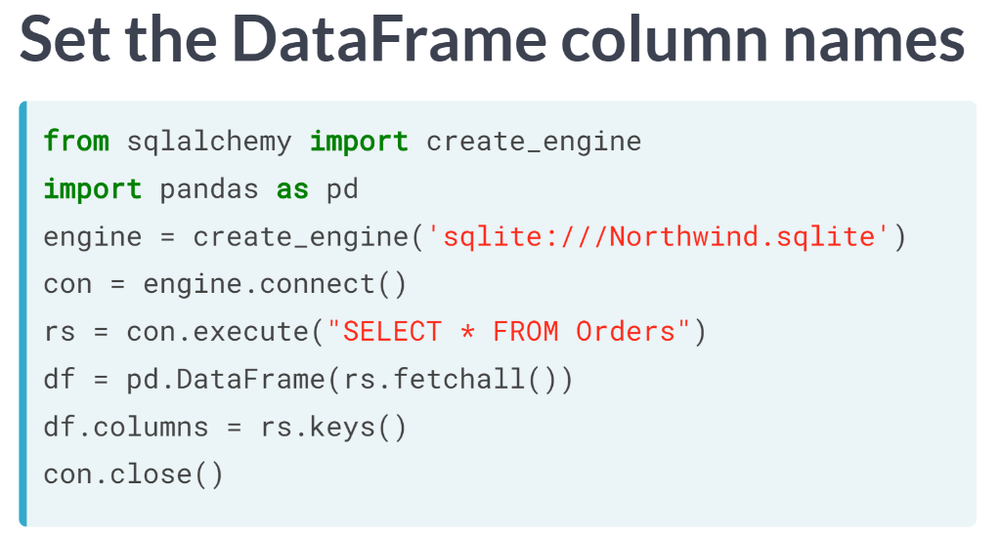 Set the DataFrame column names
from sqlalchemy import create_engine
import pandas as pd
engine = create_engine('sqlite:///Northwind.sqlite')
con = engine.connect()
rs = con.execute("SELECT * FROM Orders")
df = pd.DataFrame(rs.fetchall())
df.columns = rs.keys()
con.close()